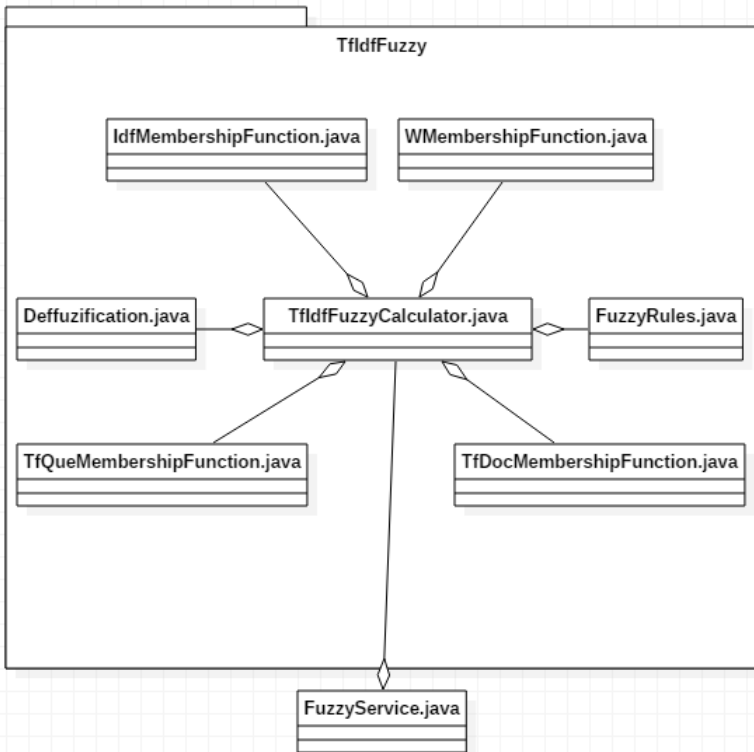 TfIdfFuzzy
IdfMembershipFunction.java
WMembershipFunction.java
Deffuzification.java
TfIdfFuzzyCalculator.java
FuzzyRules.java
TfQueMembershipFunction.java
TfDocMembershipFunction.java
FuzzyService.java